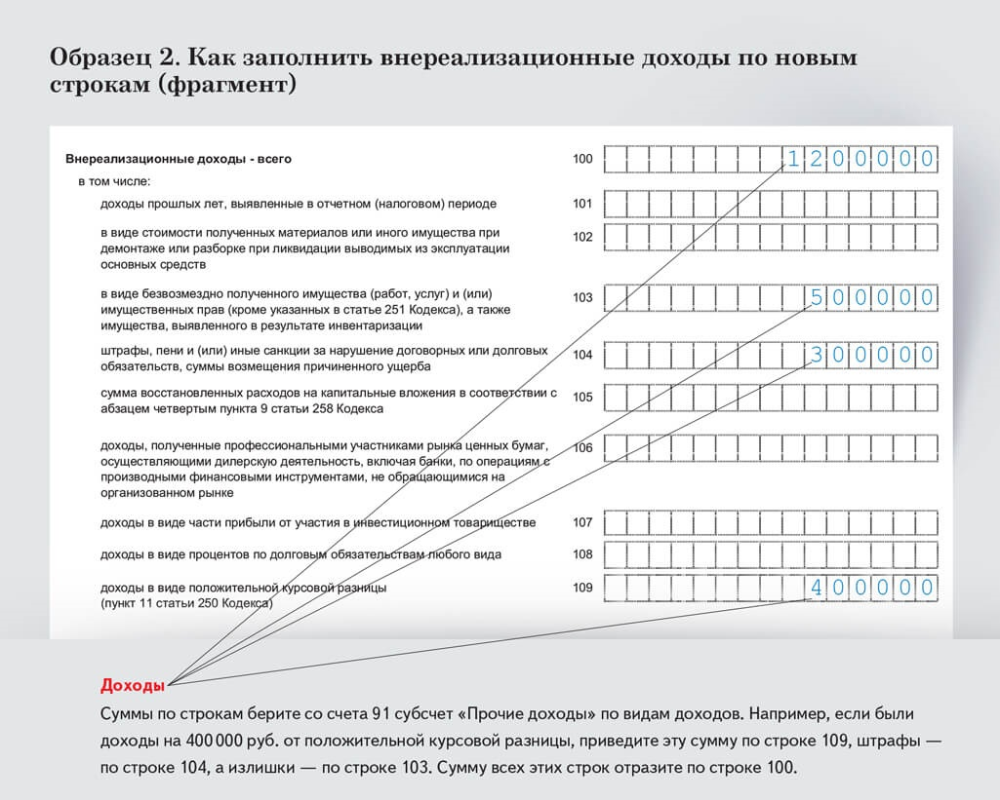 Образец 2. Как заполнить внереализационные доходы по новым
строкам (фрагмент)
Внереализационные доходы - всего 100 1200000
в том числе:
доходы прошлых лет, выявленные в отчетном (налоговом) периоде 101
в виде стоимости полученных материалов или иного имущества при 102
демонтаже или разборке при ликвидации выводимых из эксплуатации
основных средств
в виде безвозмездно полученного имущества (работ, услуг) и (или) 103 500000
имущественных прав (кроме указанных в статье 251 Кодекса), а также
имущества, выявленного в результате инвентаризации
штрафы, пени и (или) иные санкции за нарушение договорных или долговых 104 300000
обязательств, суммы возмещения причиненного ущерба
сумма восстановленных расходов на капитальные вложения в соответствии с 105
абзацем четвертым пункта 9 статьи 258 Кодекса
доходы, полученные профессиональными участниками рынка ценных бумаг, 106
осуществляющими дилерскую деятельность, включая банки, по операциям с
производными финансовыми инструментами, не обращающимися на
организованном рынке
доходы в виде части прибыли от участия в инвестиционном товариществе 107
доходы в виде процентов по долговым обязательствам любого вида 108
доходы в виде положительной курсовой разницы 109 400000
(пункт 11 статьи 250 Кодекса)
Доходы
Суммы по строкам берите со счета 91 субсчет «Прочие доходы» по видам доходов. Например, если были
доходы на 400 000 руб. от положительной курсовой разницы, приведите эту сумму по строке 109, штрафы —
по строке 104, а излишки — по строке 103. Сумму всех этих строк отразите по строке 100.